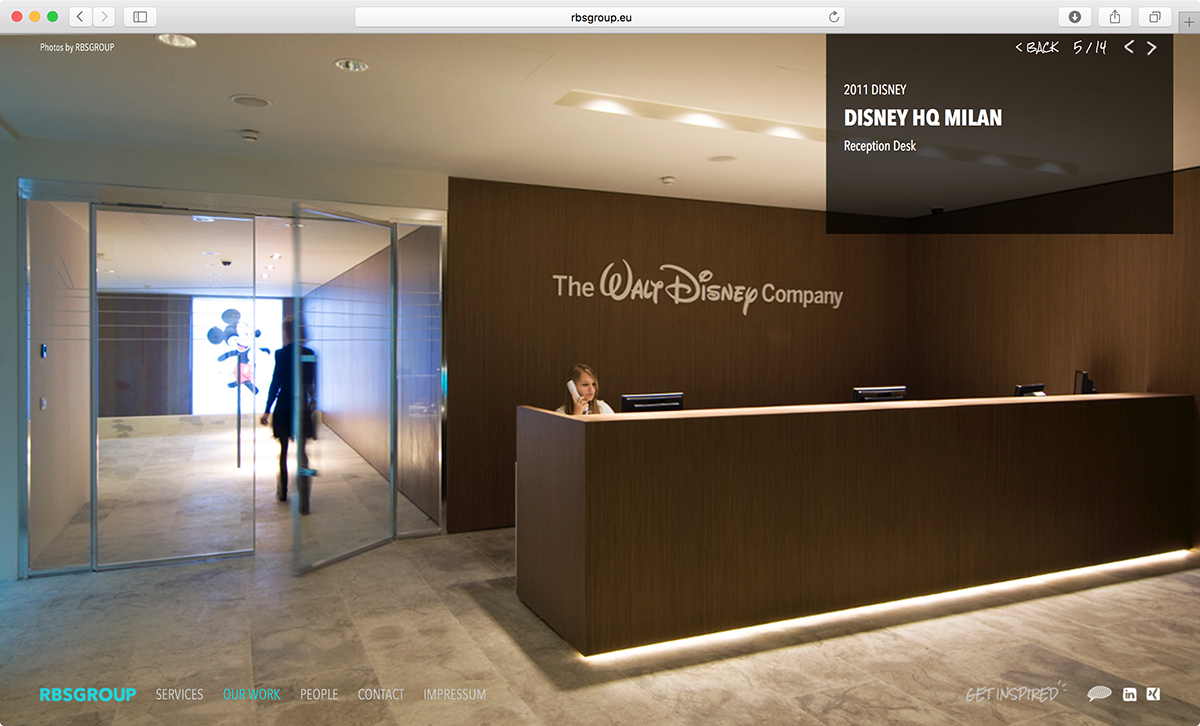 rbsgroup.eu
Photos by RBSGROUP
< BACK 5 / 14 < >
2011 DISNEY
DISNEY HQ MILAN
Reception Desk
The WALT DISNEY Company
RBSGROUP SERVICES OUR WORK PEOPLE CONTACT IMPRESSUM GET INSPIRED in